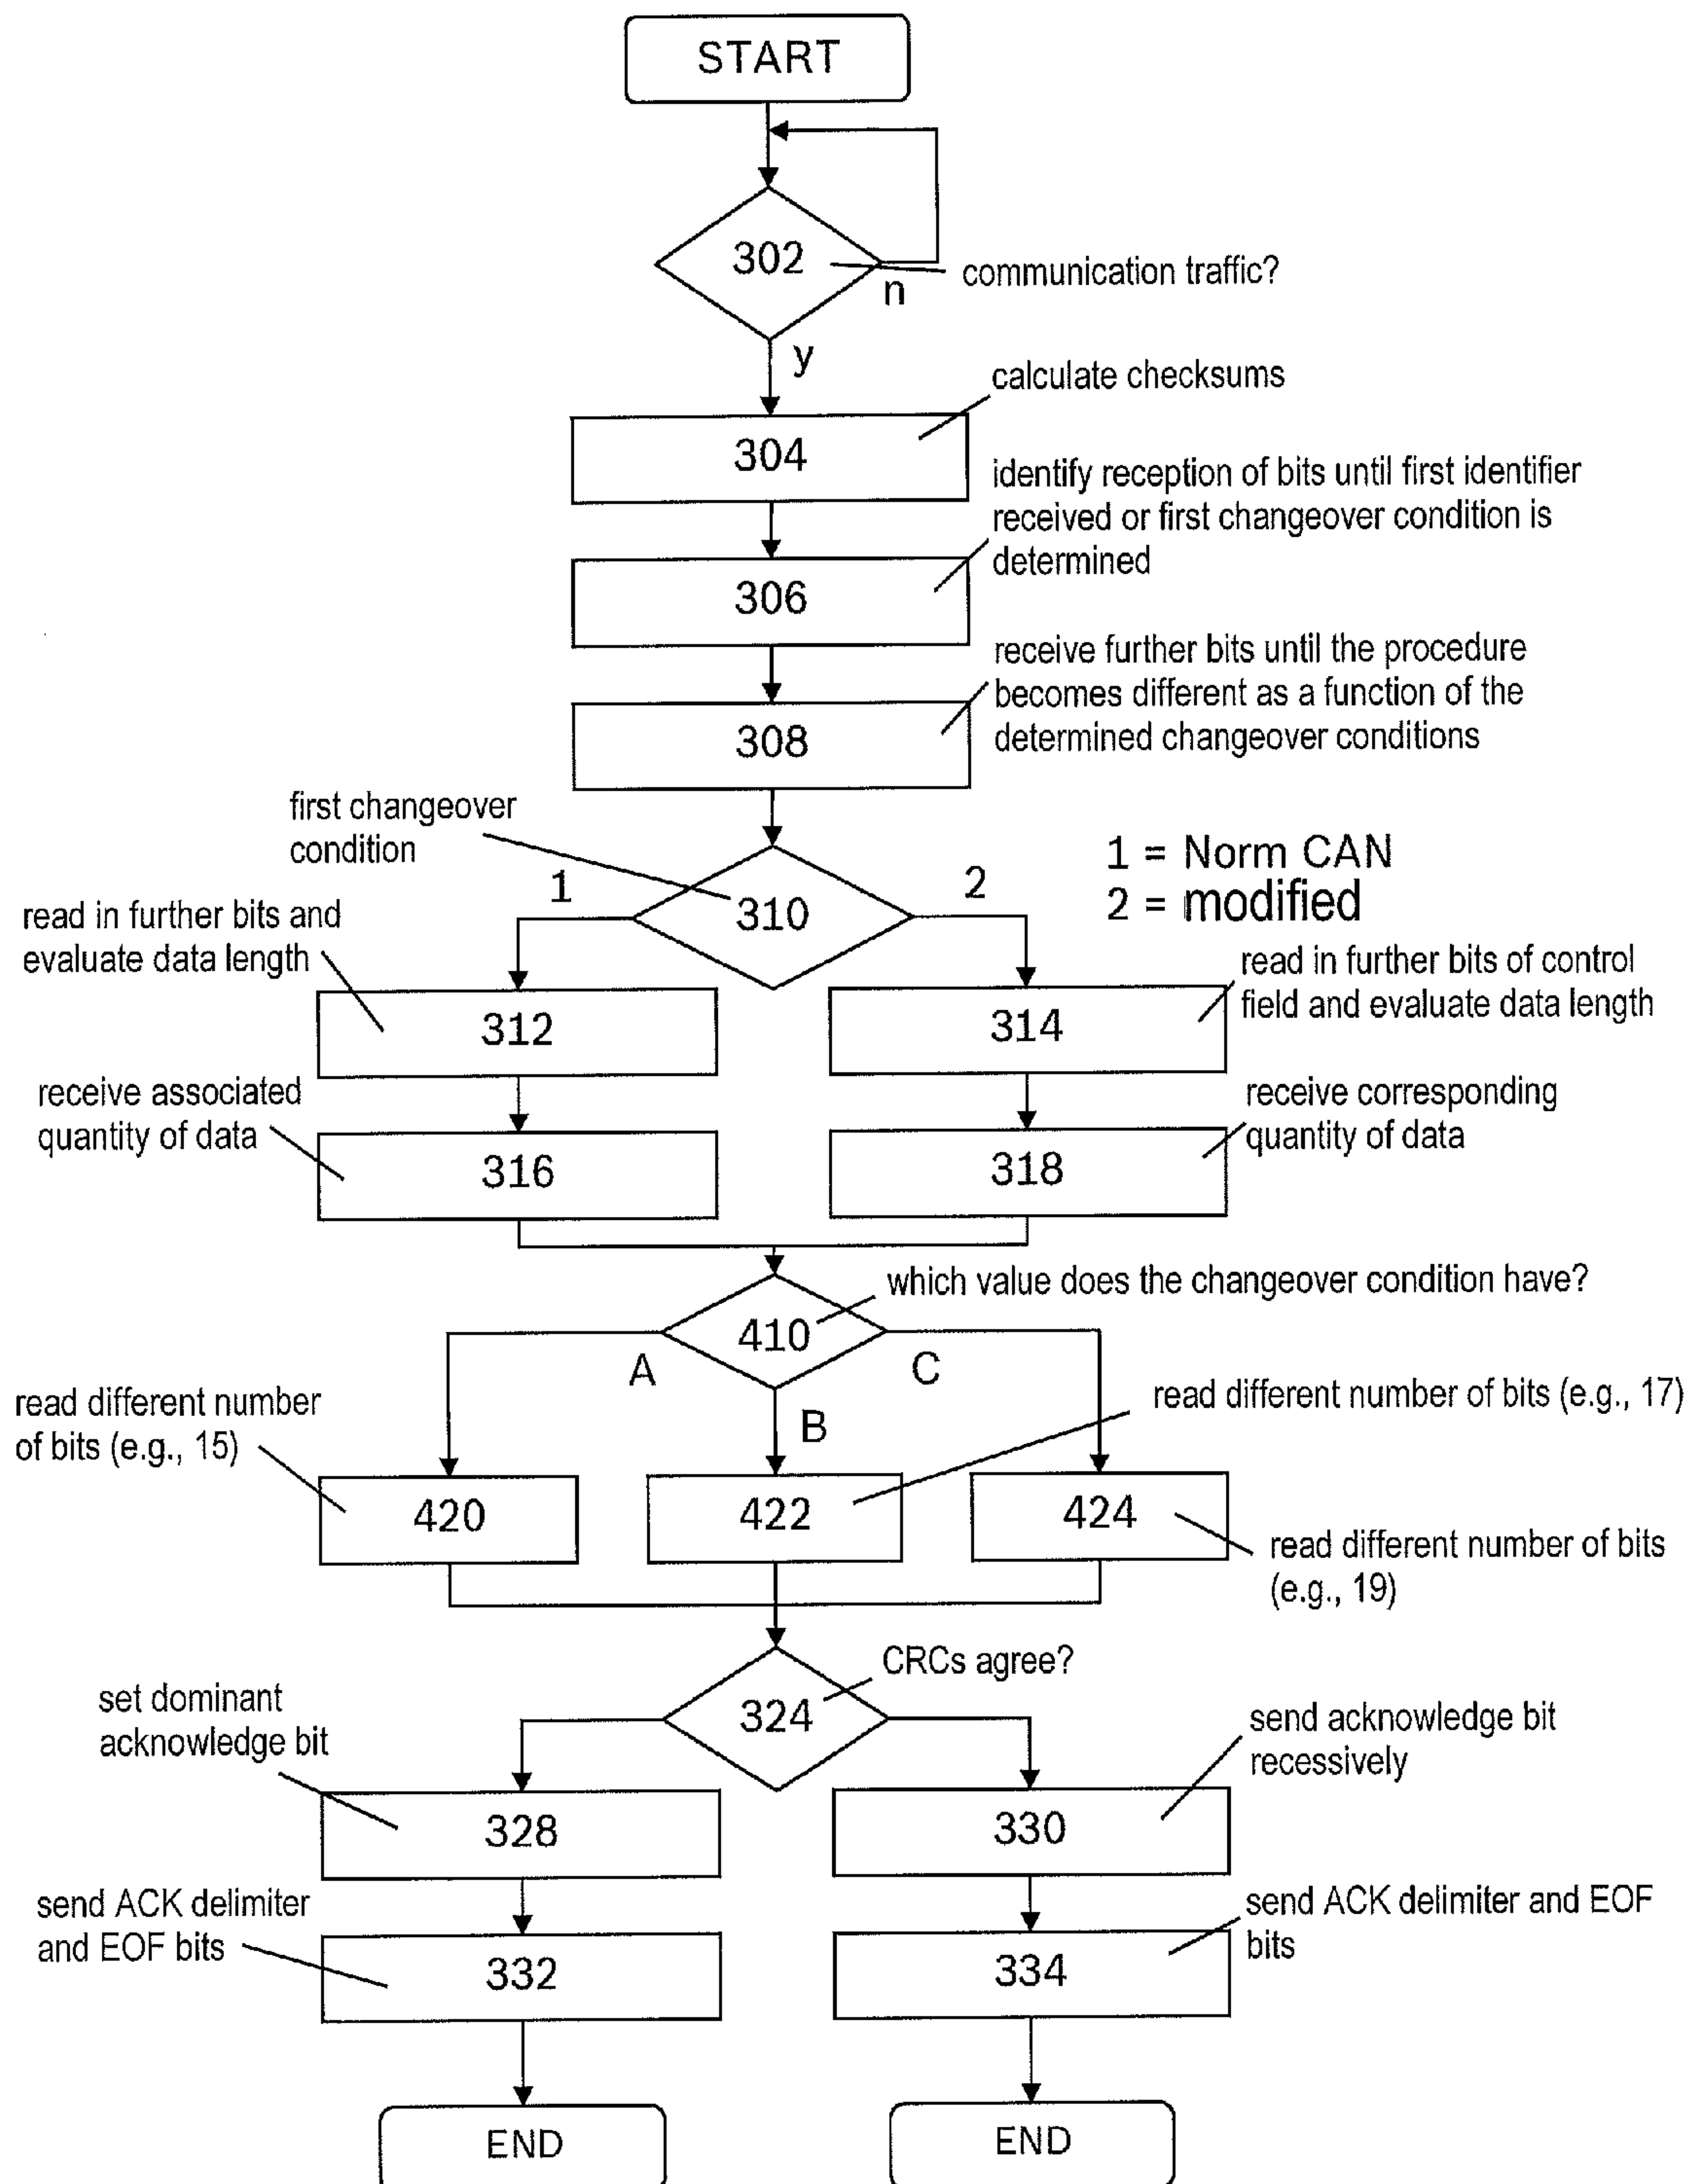 START
302
communication traffic?
n
y
calculate checksums
304
identify reception of bits until first identifier
received or first changeover condition is
determined
306
receive further bits until the procedure
becomes different as a function of the
determined changeover conditions
308
first changeover
condition
1 = Norm CAN
2 = modified
1
2
310
read in further bits and
evaluate data length
read in further bits of control
field and evaluate data length
312
314
receive associated
quantity of data
receive corresponding
quantity of data
316
318
which value does the changeover condition have?
410
A
B
C
read different number
of bits (e.g., 15)
read different number of bits (e.g., 17)
420
422
424
read different number of bits
(e.g., 19)
CRCs agree?
324
set dominant
acknowledge bit
send acknowledge bit
recessively
328
330
send ACK delimiter
and EOF bits
send ACK delimiter and EOF
bits
332
334
END
END